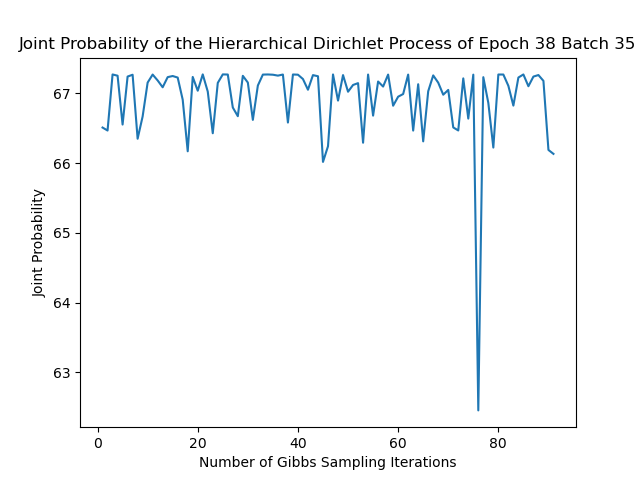 Joint Probability of the Hierarchical Dirichlet Process of Epoch 38 Batch 35
Joint Probability
67
66
65
64
63
0 20 40 60 80
Number of Gibbs Sampling Iterations